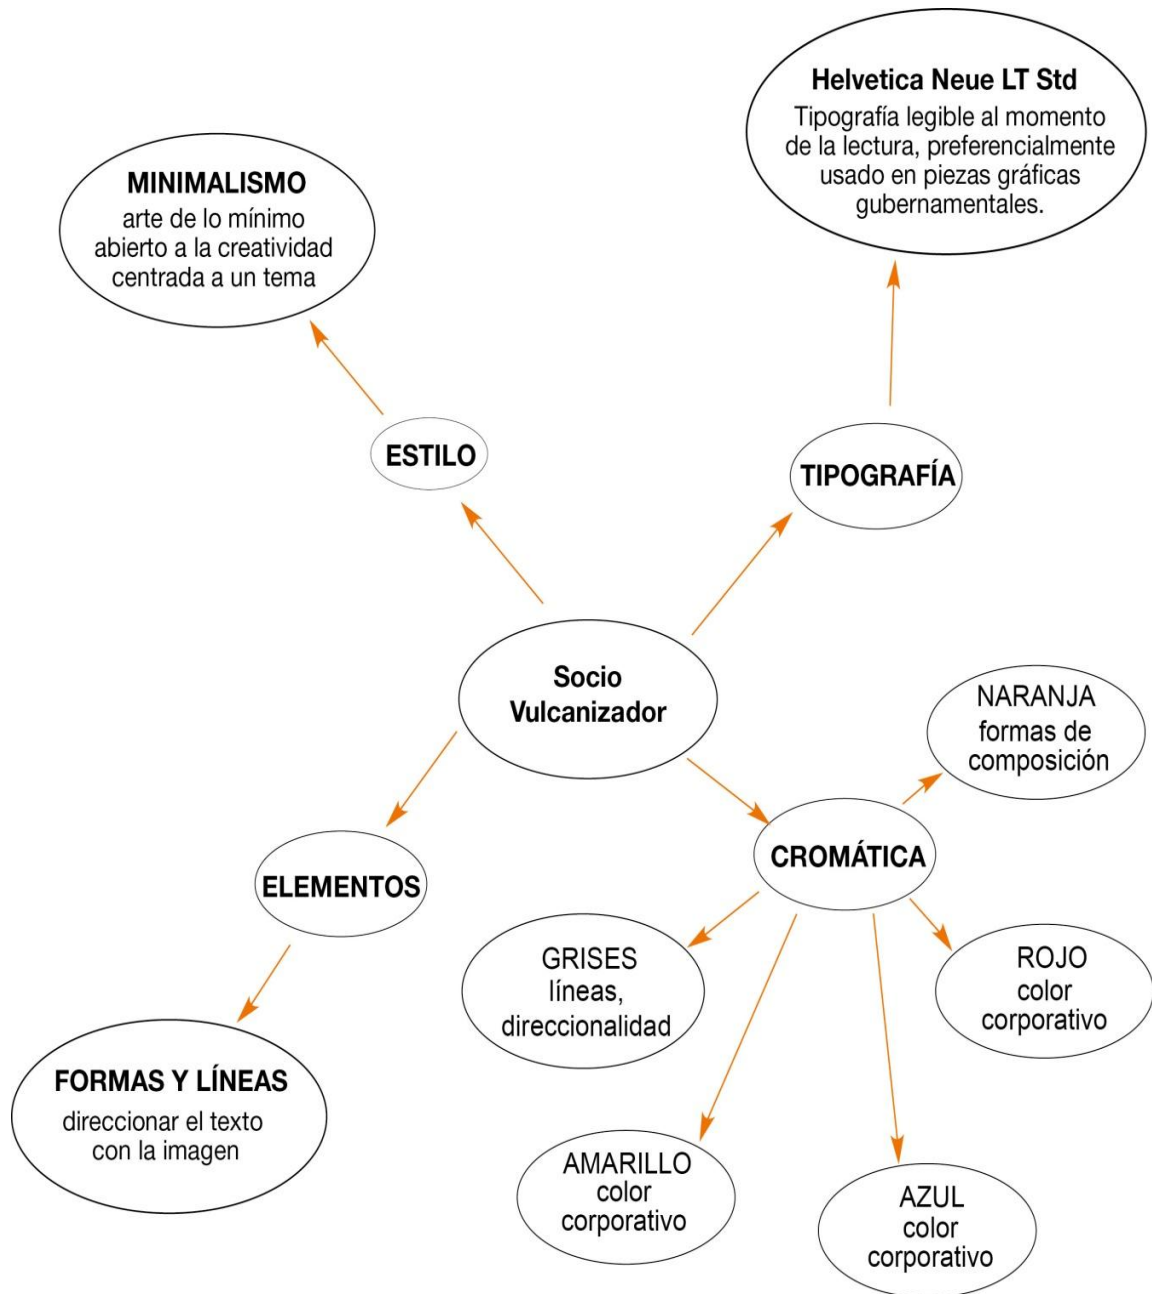 Helvetica Neue LT Std
Tipografía legible al momento
de la lectura, preferencialmente
usado en piezas gráficas
gubernamentales.
MINIMALISMO
arte de lo mínimo
abierto a la creatividad
centrada a un tema
ESTILO
TIPOGRAFÍA
Socio
Vulcanizador
NARANJA
formas de
composición
CROMÁTICA
ELEMENTOS
GRISES
líneas,
direccionalidad
ROJO
color
corporativo
FORMAS Y LÍNEAS
direccionar el texto
con la imagen
AMARILLO
color
corporativo
AZUL
color
corporativo